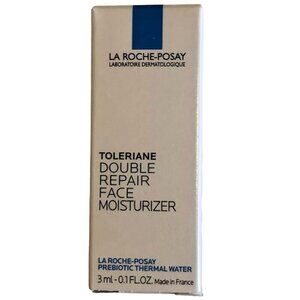 LA ROCHE-POSAY
LABORATOIRE DERMATOLOGIQUE
TOLERIANE
DOUBLE
REPAIR
FACE
MOISTURIZER
LA ROCHE-POSAY
PREBIOTIC THERMAL WATER
3 ml - 0.1 FL.OZ. Made in France